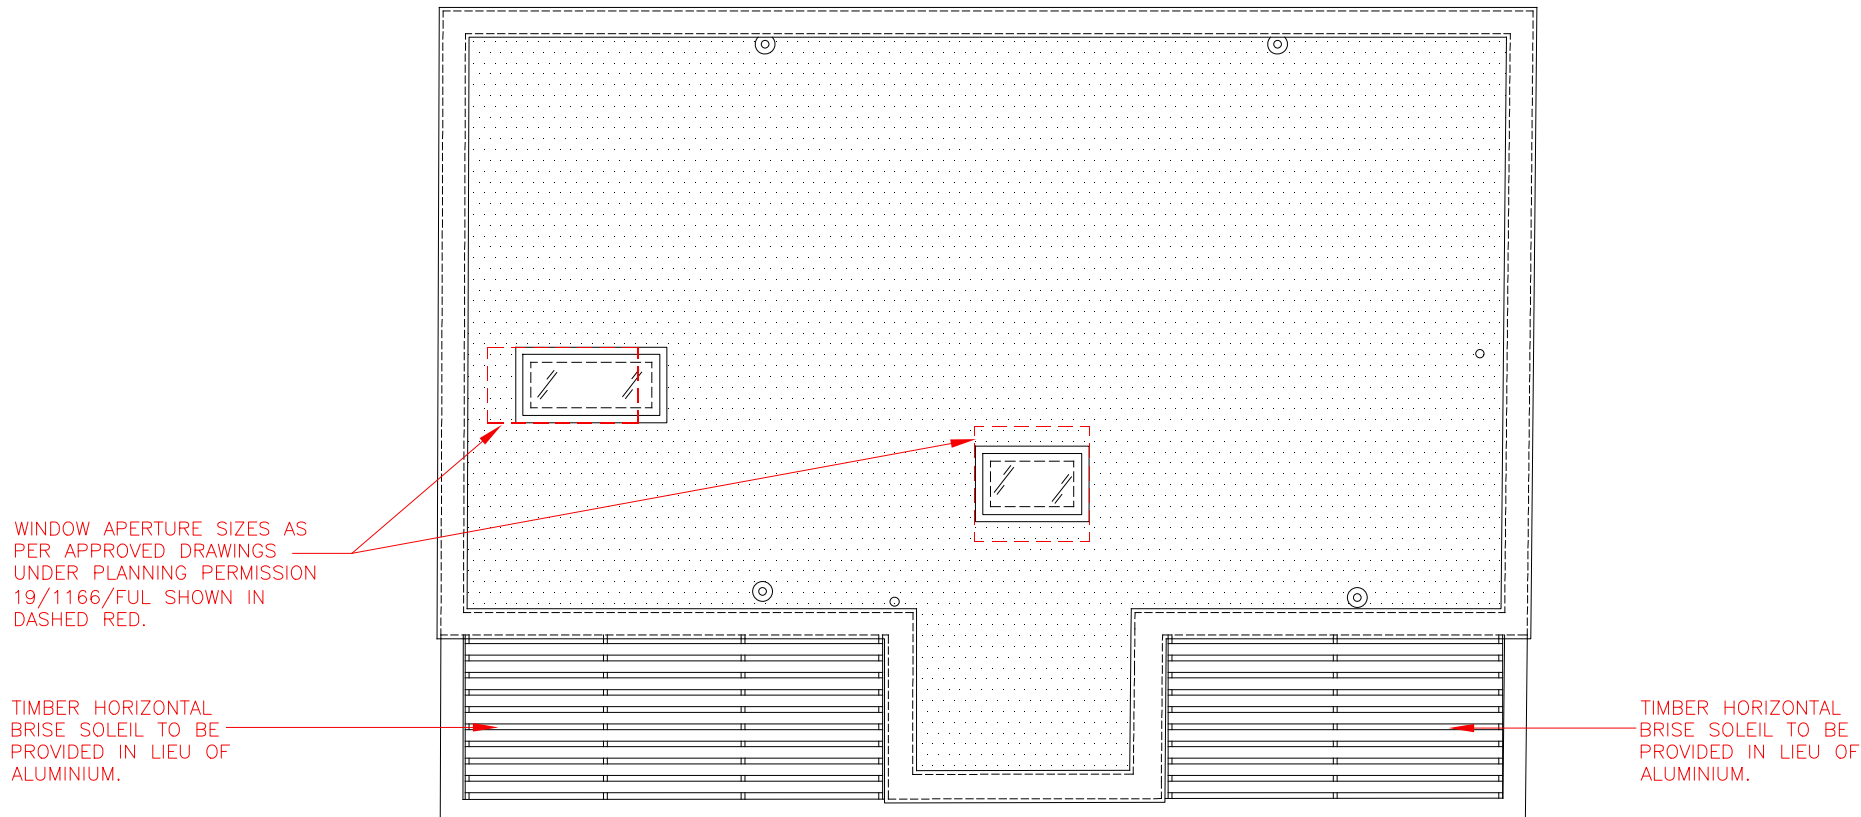 WINDOW APERTURE SIZES AS
PER APPROVED DRAWINGS
UNDER PLANNING PERMISSION
19/1166/FUL SHOWN IN
DASHED RED.
TIMBER HORIZONTAL
BRISE SOLEIL TO BE
PROVIDED IN LIEU OF
ALUMINIUM.
TIMBER HORIZONTAL
BRISE SOLEIL TO BE
PROVIDED IN LIEU OF
ALUMINIUM.